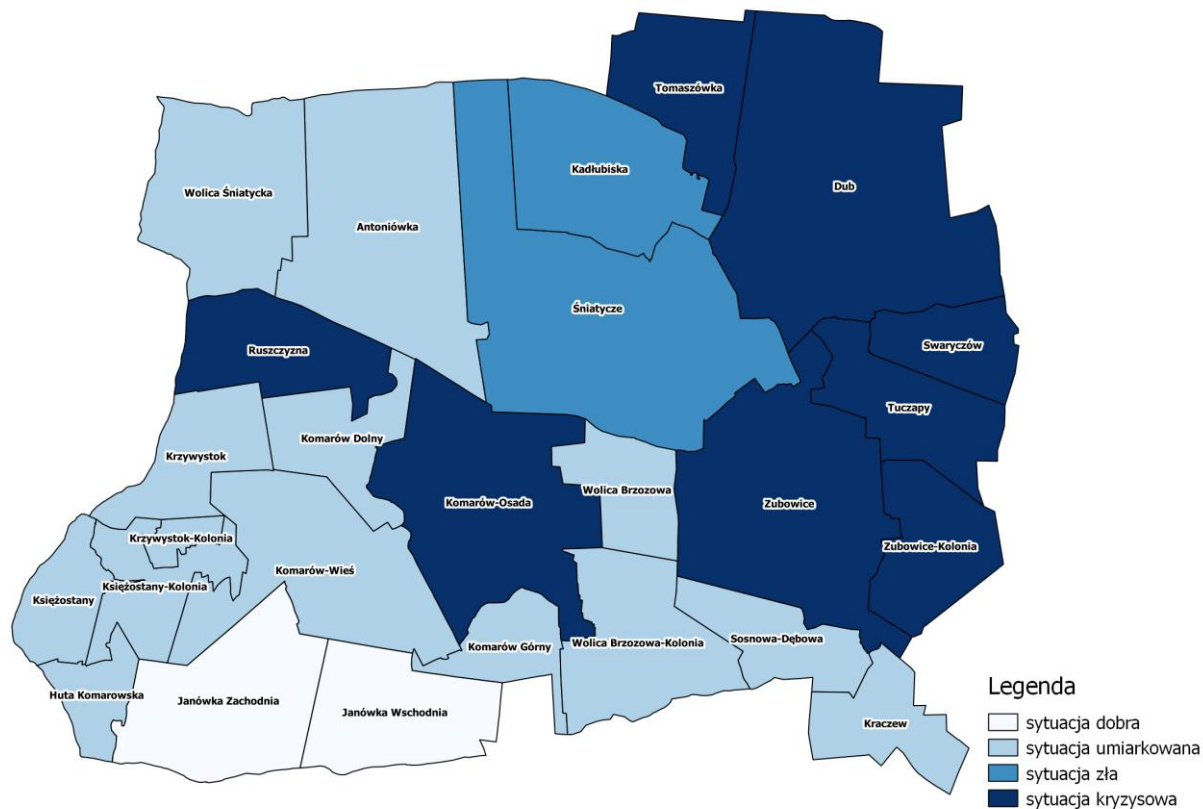 Tomaszówka
Kadłubiska
Dub
Wolica Śniatycka
Antoniówka
Śniatycze
Swaryczów
Ruszczyzna
Tuczapy
Komarów Dolny
Krzywystok
Wolica Brzozowa
Komarów-Osada
Zubowice
Krzywystok-Kolonia
Zubowice-Kolonia
Komarów-Wieś
Księżostany-Kolonia
Księżostany
Sosnowa-Dębowa
Wolica Brzozowa-Kolonia
Komarów Górny
Huta Komarowska
Janówka Zachodnia
Janówka Wschodnia
Kraczew
Legenda
sytuacja dobra
sytuacja umiarkowana
sytuacja zła
sytuacja kryzysowa